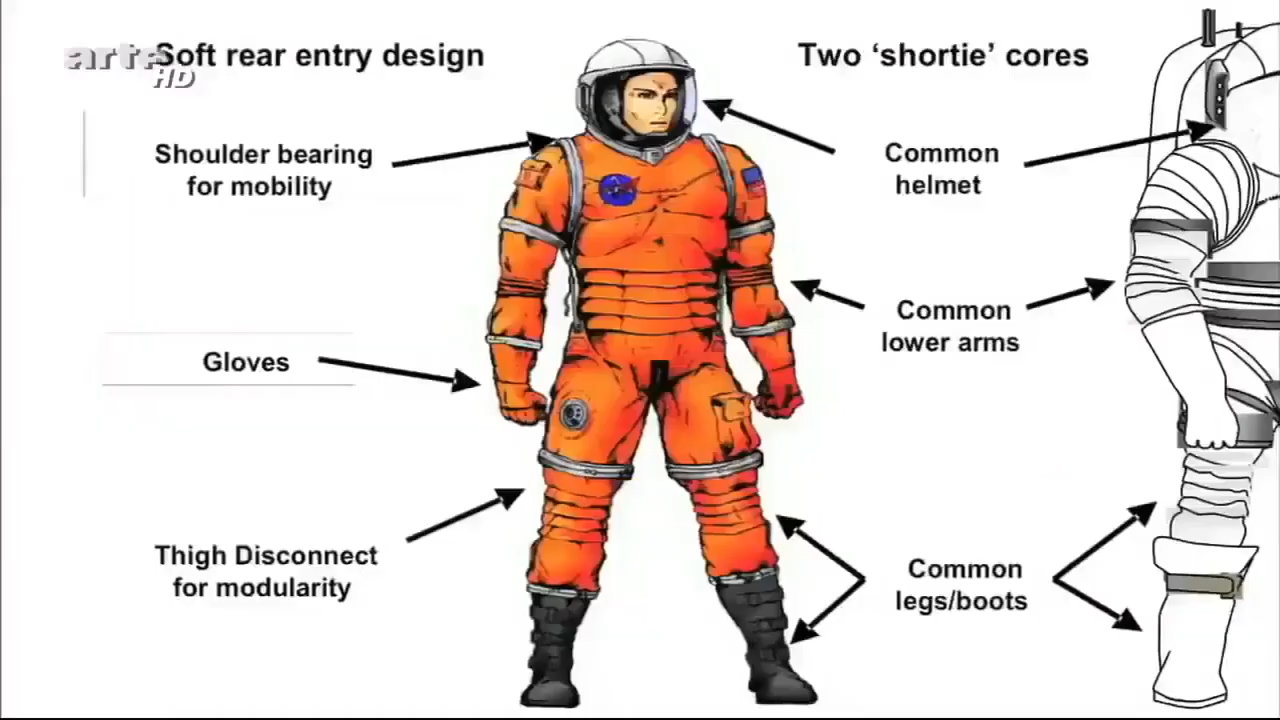 arte
HD
Soft rear entry design
Two ‘shortie’ cores
Shoulder bearing
for mobility
Common
helmet
Common
lower arms
Gloves
Thigh Disconnect
for modularity
Common
legs/boots